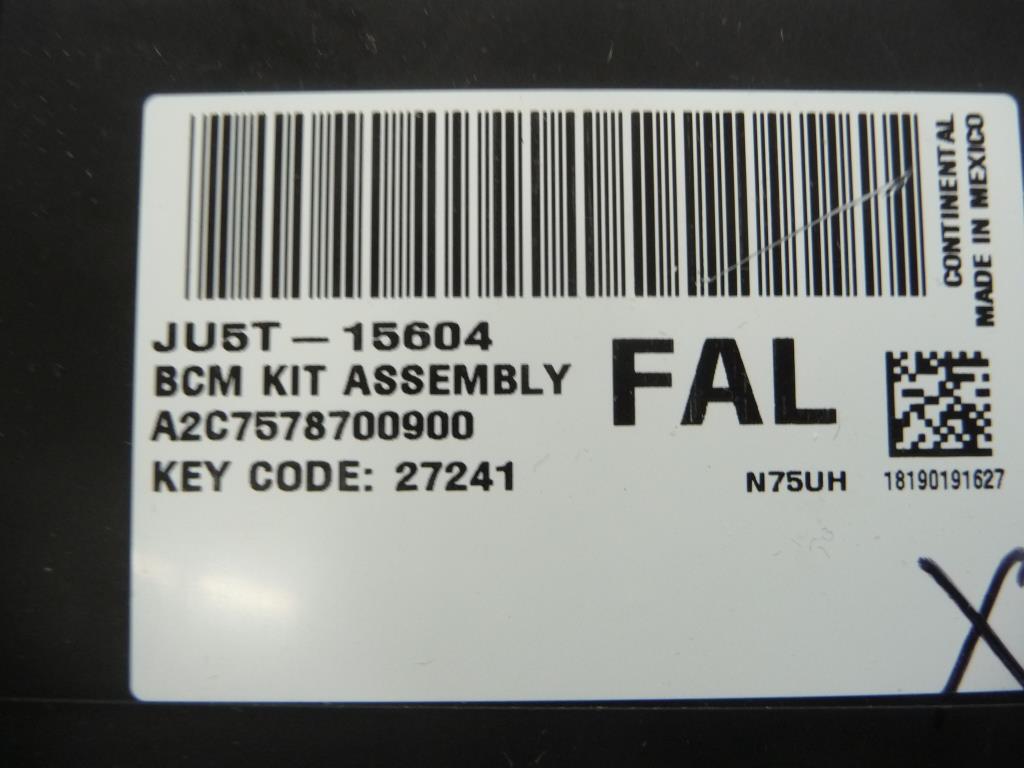 JU5T-15604
BCM KIT ASSEMBLY
A2C7578700900
KEY CODE: 27241
FAL
N75UH
18190191627
CONTINENTAL
MADE IN MEXICO
X